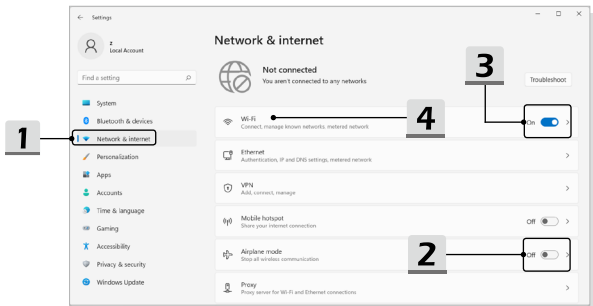 Settings
z
Local Account
Find a setting
System
Bluetooth & devices
Network & internet
Personalization
Apps
Accounts
Time & language
Gaming
Accessibility
Privacy & security
Windows Update
Network & internet
Not connected
You aren't connected to any networks
Troubleshoot
Wi-Fi
Connect, manage known networks, metered network
On
Ethernet
Authentication, IP and DNS settings, metered network
VPN
Add, connect, manage
Mobile hotspot
Share your internet connection
Off
Airplane mode
Stop all wireless communication
Off
Proxy
Proxy server for Wi-Fi and Ethernet connections
1
2
3
4